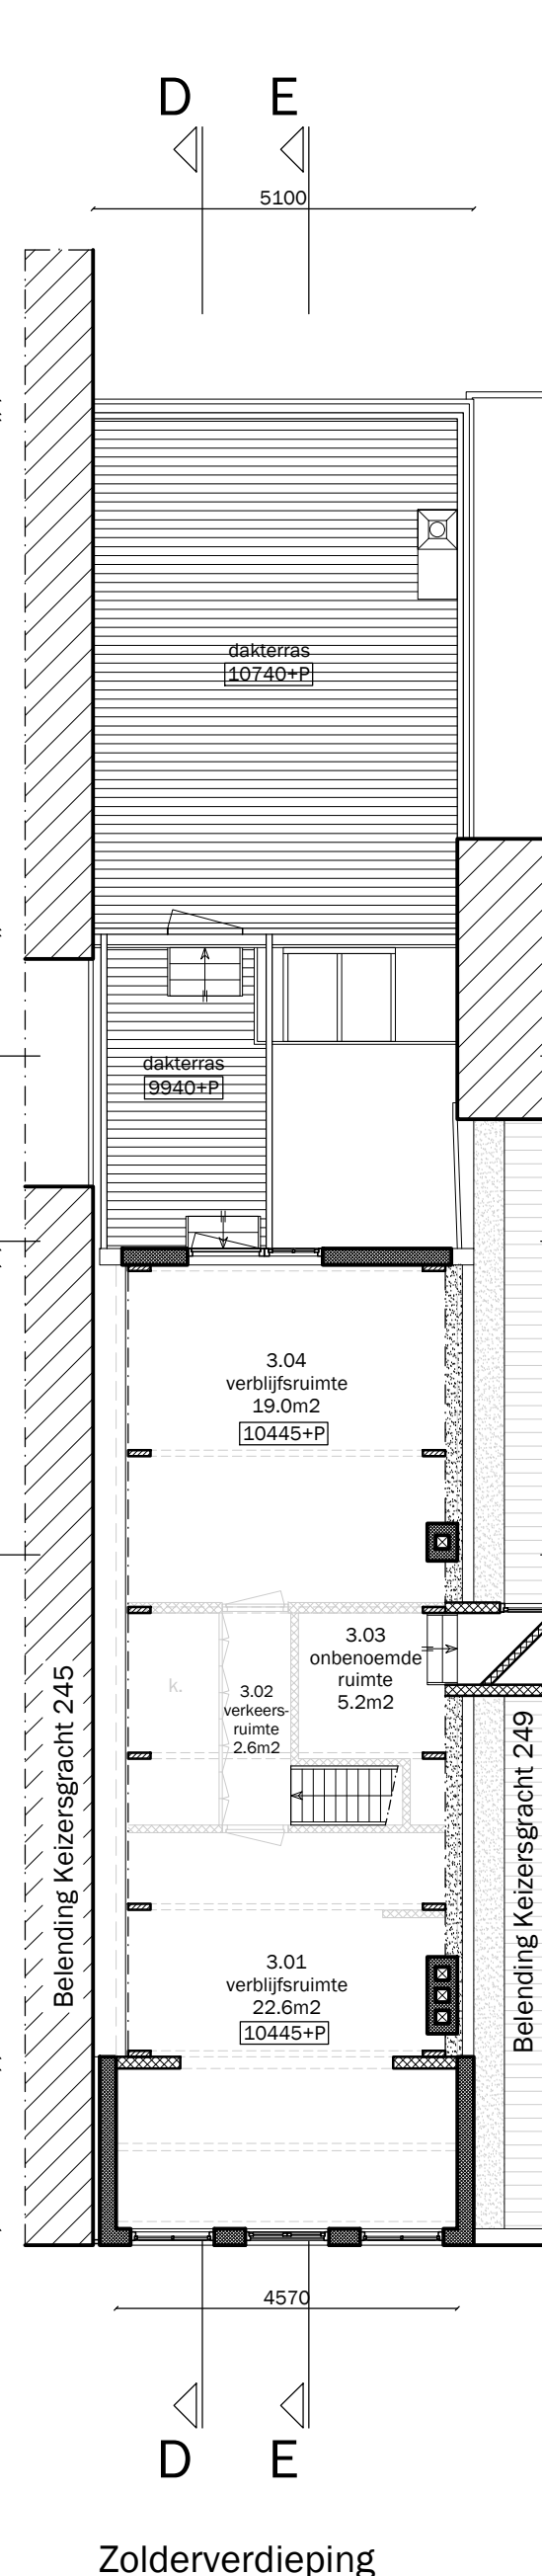 D E
5100
dakterras
10740+P
dakterras
9940+P
3.04
verblijfsruimte
19.0m2
10445+P
3.03
onbenoemde
ruimte
5.2m2
k.
3.02
verkeers-
ruimte
2.6m2
Belending Keizersgracht 245
Belending Keizersgracht 249
3.01
verblijfsruimte
22.6m2
10445+P
4570
D E
Zolderverdieping